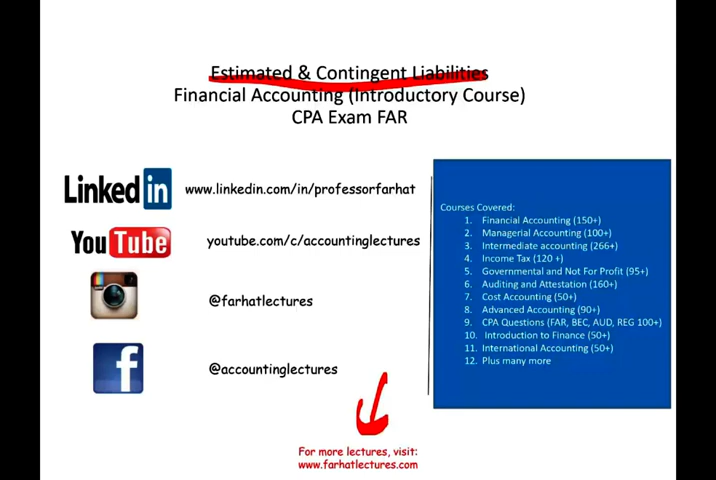 Estimated & Contingent Liabilities
Financial Accounting (Introductory Course)
CPA Exam FAR
Linked in
www.linkedin.com/in/professorfarhat
You Tube
youtube.com/c/accountinglectures
@farhatlectures
f
@accountinglectures
Courses Covered:
1. Financial Accounting (150+)
2. Managerial Accounting (100+)
3. Intermediate accounting (266+)
4. Income Tax (120 +)
5. Governmental and Not For Profit (95+)
6. Auditing and Attestation (160+)
7. Cost Accounting (50+)
8. Advanced Accounting (90+)
9. CPA Questions (FAR, BEC, AUD, REG 100+)
10. Introduction to Finance (50+)
11. International Accounting (50+)
12. Plus many more
For more lectures, visit:
www.farhatlectures.com